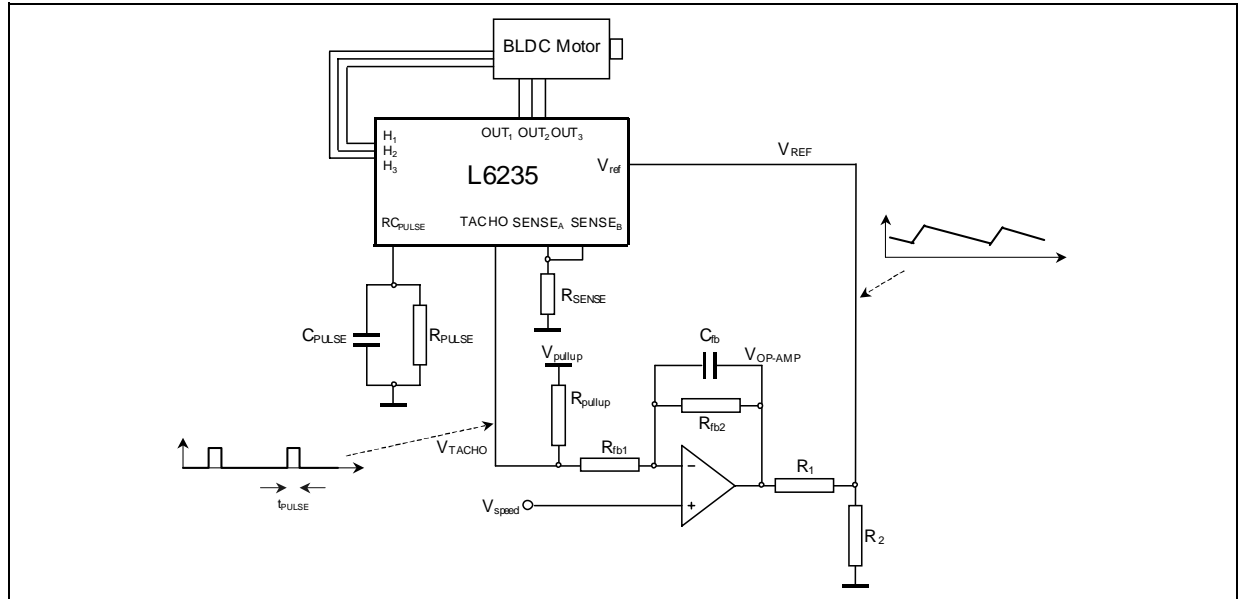 BLDC Motor
H1
H2
H3
OUT1 OUT2 OUT3
Vref
VREF
L6235
RCPULSE
TACHO SENSEA SENSEB
RSENSE
CPULSE
RPULSE
Vpullup
Rpullup
Cfb
VOP-AMP
Rfb2
VTACHO
Rfb1
R1
tPULSE
Vspeed
R2
−
+